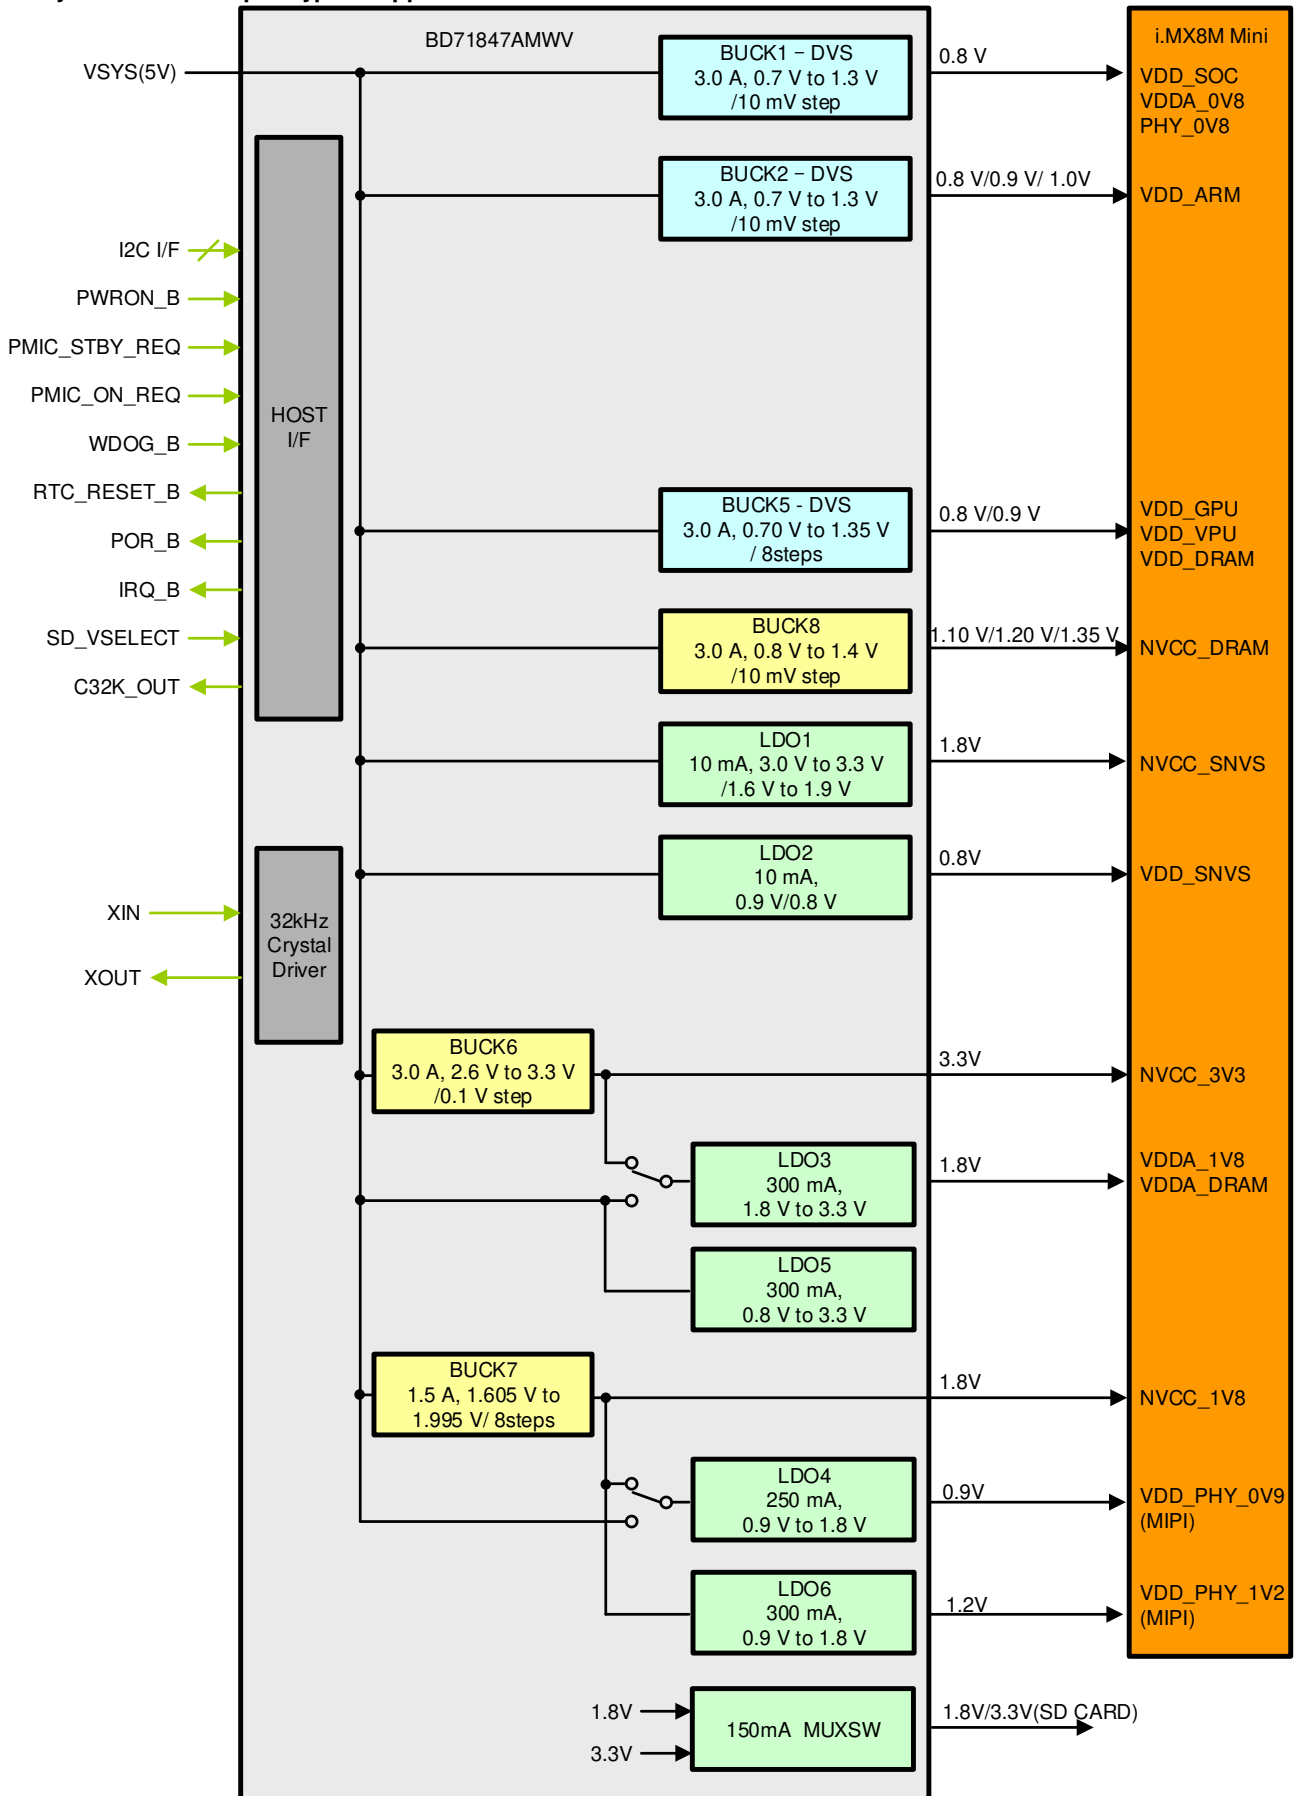 BD71847AMWV
i.MX8M Mini
VSYS(5V)
BUCK1 – DVS
3.0 A, 0.7 V to 1.3 V
/10 mV step
0.8 V
VDD_SOC
VDDA_0V8
PHY_0V8
BUCK2 – DVS
3.0 A, 0.7 V to 1.3 V
/10 mV step
0.8 V/0.9 V/ 1.0V
VDD_ARM
I2C I/F
PWRON_B
PMIC_STBY_REQ
PMIC_ON_REQ
WDOG_B
RTC_RESET_B
POR_B
IRQ_B
SD_VSELECT
C32K_OUT
HOST
I/F
BUCK5 - DVS
3.0 A, 0.70 V to 1.35 V
/ 8steps
0.8 V/0.9 V
VDD_GPU
VDD_VPU
VDD_DRAM
BUCK8
3.0 A, 0.8 V to 1.4 V
/10 mV step
1.10 V/1.20 V/1.35 V
NVCC_DRAM
LDO1
10 mA, 3.0 V to 3.3 V
/1.6 V to 1.9 V
1.8V
NVCC_SNVS
LDO2
10 mA,
0.9 V/0.8 V
0.8V
VDD_SNVS
XIN
XOUT
32kHz
Crystal
Driver
BUCK6
3.0 A, 2.6 V to 3.3 V
/0.1 V step
3.3V
NVCC_3V3
LDO3
300 mA,
1.8 V to 3.3 V
1.8V
VDDA_1V8
VDDA_DRAM
LDO5
300 mA,
0.8 V to 3.3 V
BUCK7
1.5 A, 1.605 V to
1.995 V/ 8steps
1.8V
NVCC_1V8
LDO4
250 mA,
0.9 V to 1.8 V
0.9V
VDD_PHY_0V9
(MIPI)
LDO6
300 mA,
0.9 V to 1.8 V
1.2V
VDD_PHY_1V2
(MIPI)
1.8V
3.3V
150mA MUXSW
1.8V/3.3V(SD CARD)